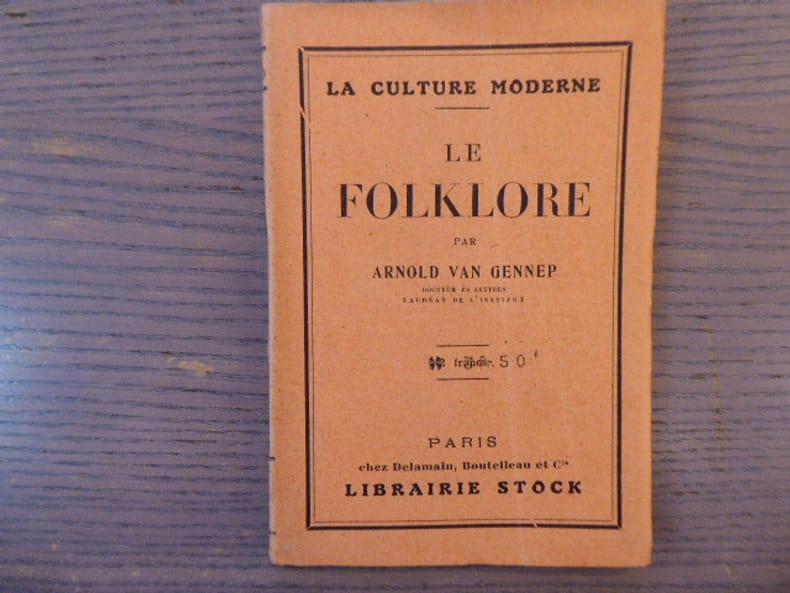 LA CULTURE MODERNE
LE
FOLKLORE
PAR
ARNOLD VAN GENNEP
DOCTEUR ÈS LETTRES
LAURÉAT DE L'INSTITUT
francs. 50
PARIS
chez Delamain, Boutelleau et Cie
LIBRAIRIE STOCK